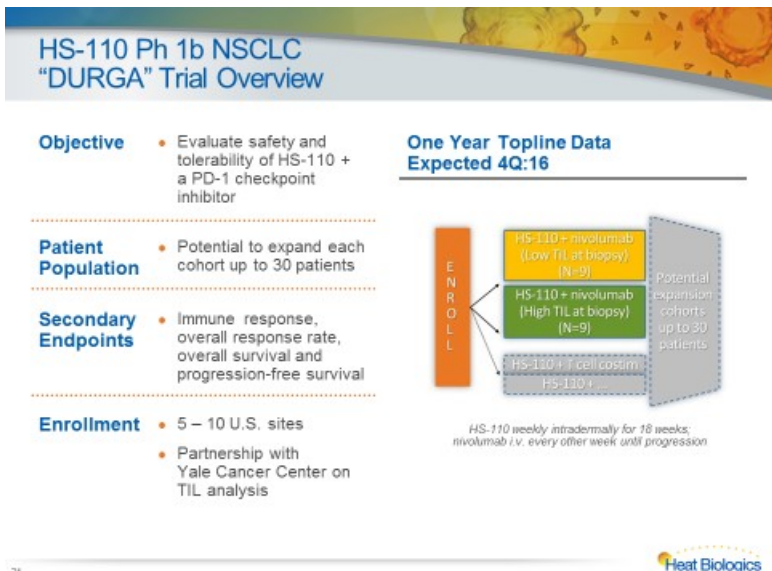 HS-110 Ph 1b NSCLC
“DURGA” Trial Overview
Objective
• Evaluate safety and
tolerability of HS-110 +
a PD-1 checkpoint
inhibitor
Patient
Population
• Potential to expand each
cohort up to 30 patients
Secondary
Endpoints
• Immune response,
overall response rate,
overall survival and
progression-free survival
Enrollment
• 5 – 10 U.S. sites
• Partnership with
Yale Cancer Center on
TIL analysis
One Year Topline Data
Expected 4Q:16
ENROLL
HS-110 + nivolumab
(Low TIL at biopsy)
(N=9)
HS-110 + nivolumab
(High TIL at biopsy)
(N=9)
HS-110 + T cell costim
HS-110 + ...
Potential
expansion
cohorts
up to 30
patients
HS-110 weekly intradermally for 18 weeks;
nivolumab i.v. every other week until progression
Heat Biologics